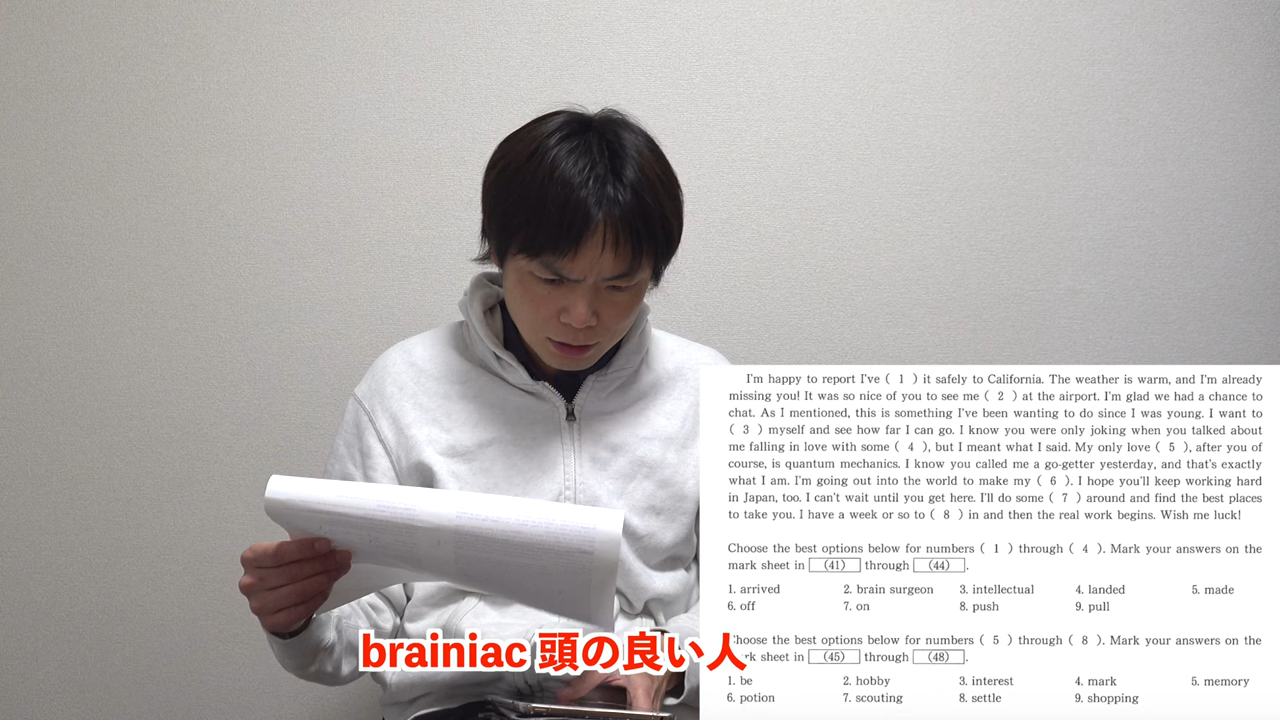 I'm happy to report I've ( 1 ) it safely to California. The weather is warm, and I'm already
missing you! It was so nice of you to see me ( 2 ) at the airport. I'm glad we had a chance to
chat. As I mentioned, this is something I've been wanting to do since I was young. I want to
( 3 ) myself and see how far I can go. I know you were only joking when you talked about
me falling in love with some ( 4 ), but I meant what I said. My only love ( 5 ), after you of
course, is quantum mechanics. I know you called me a go-getter yesterday, and that's exactly
what I am. I'm going out into the world to make my ( 6 ). I hope you'll keep working hard
in Japan, too. I can't wait until you get here. I'll do some ( 7 ) around and find the best places
to take you. I have a week or so to ( 8 ) in and then the real work begins. Wish me luck!
Choose the best options below for numbers ( 1 ) through ( 4 ). Mark your answers on the
mark sheet in (41) through (44).
1. arrived 2. brain surgeon 3. intellectual 4. landed 5. made
6. off 7. on 8. push 9. pull
hoose the best options below for numbers ( 5 ) through ( 8 ). Mark your answers on the
rk sheet in (45) through (48).
1. be 2. hobby 3. interest 4. mark 5. memory
6. potion 7. scouting 8. settle 9. shopping
brainiac 頭の良い人